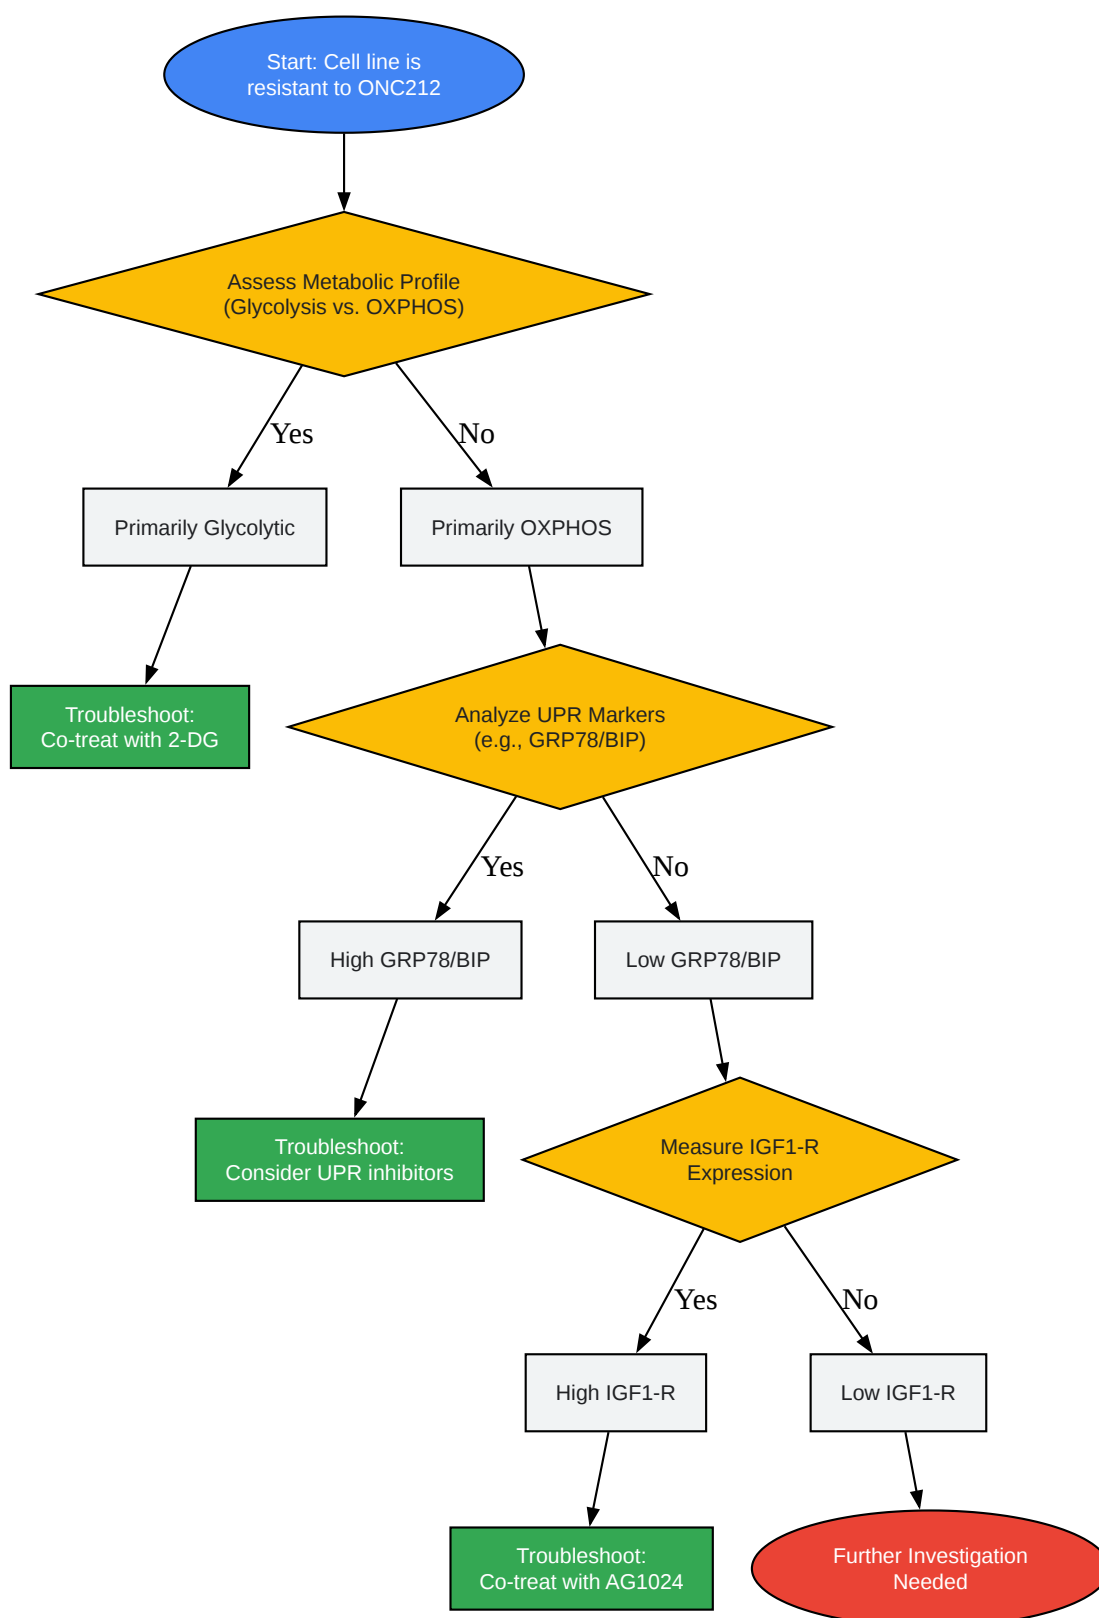 Start: Cell line is
resistant to ONC212
Assess Metabolic Profile
(Glycolysis vs. OXPHOS)
Yes
No
Primarily Glycolytic
Primarily OXPHOS
Troubleshoot:
Co-treat with 2-DG
Analyze UPR Markers
(e.g., GRP78/BIP)
Yes
No
High GRP78/BIP
Low GRP78/BIP
Troubleshoot:
Consider UPR inhibitors
Measure IGF1-R
Expression
Yes
No
High IGF1-R
Low IGF1-R
Troubleshoot:
Co-treat with AG1024
Further Investigation
Needed